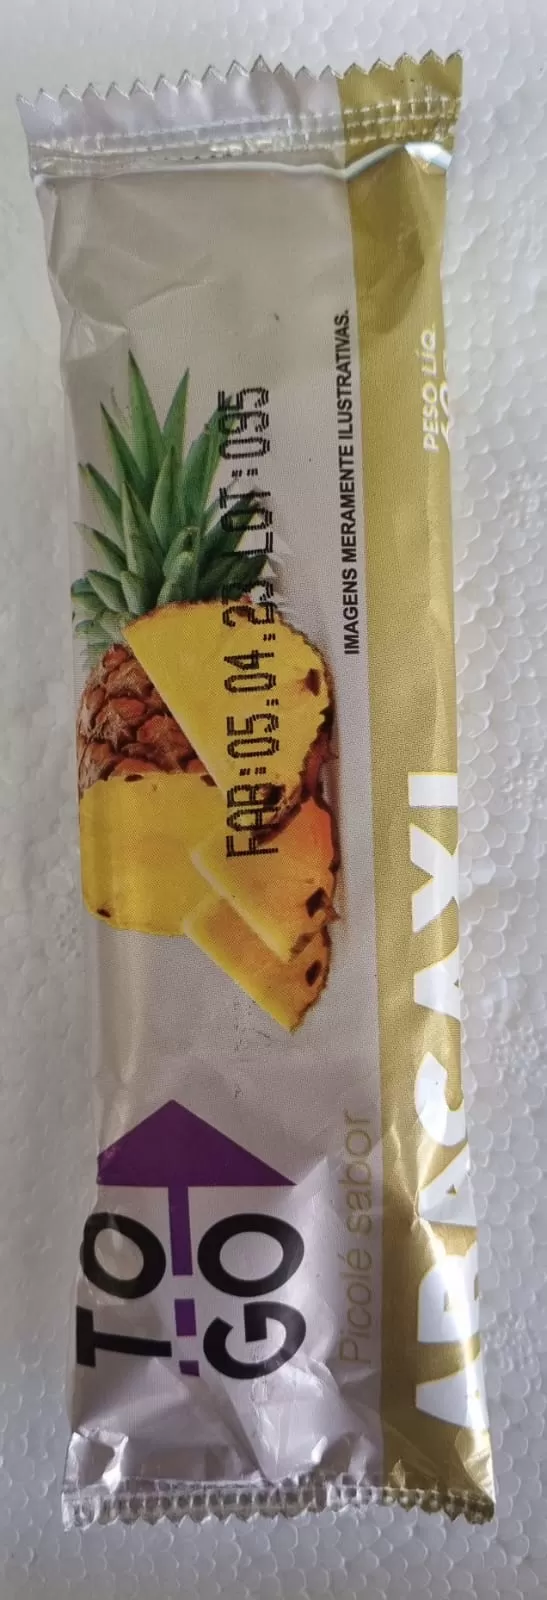 TO
GO
Picolé sabor
ABACAXI
FAB:05.04.23 LOT:095
IMAGENS MERAMENTE ILUSTRATIVAS.
PESO LÍQ.